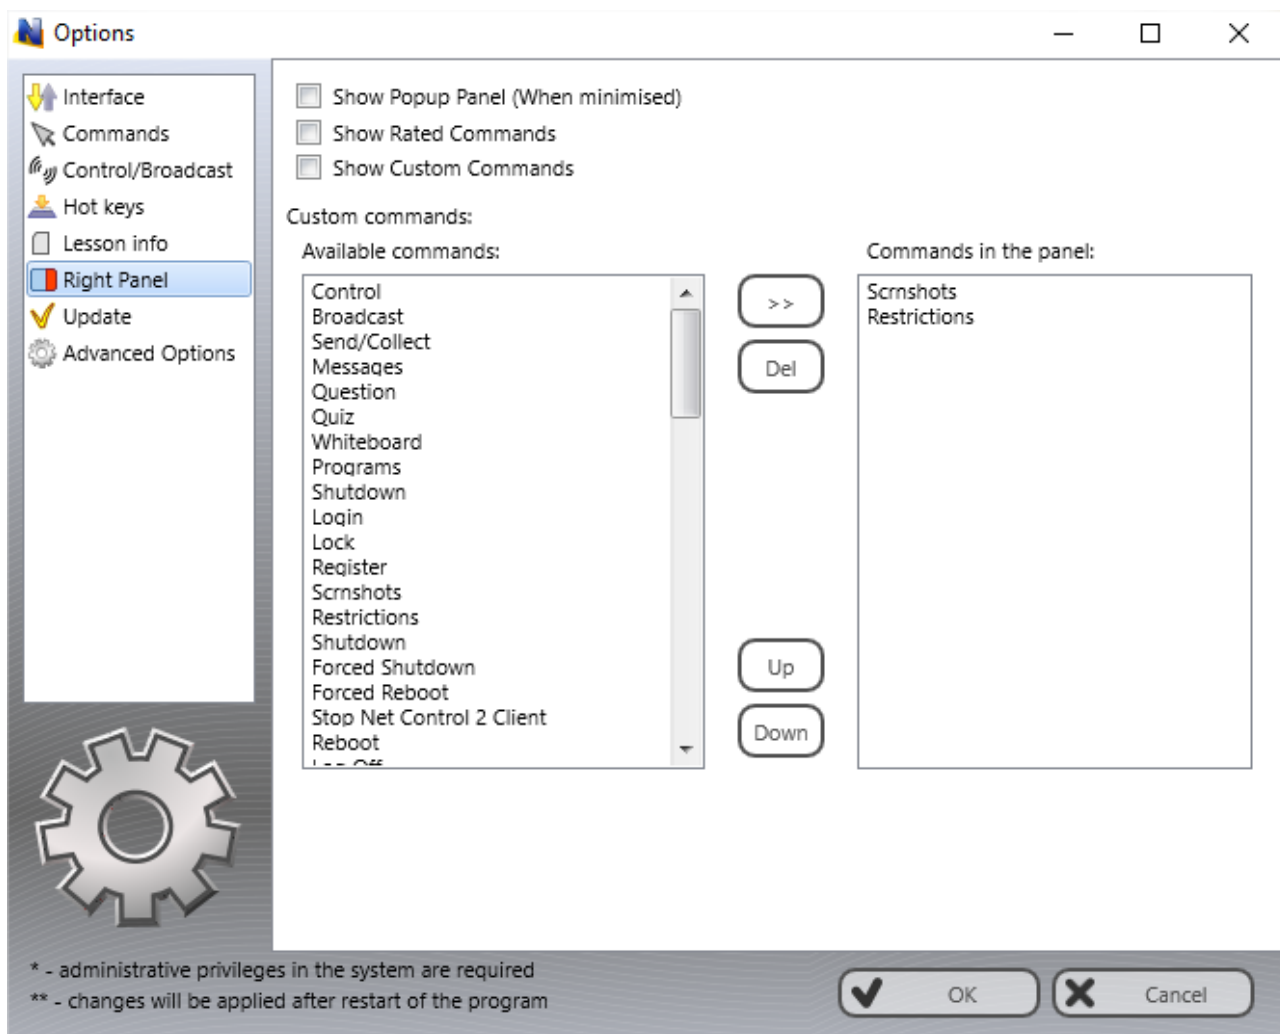 Options
Interface
Commands
Control/Broadcast
Hot keys
Lesson info
Right Panel
Update
Advanced Options
Show Popup Panel (When minimised)
Show Rated Commands
Show Custom Commands
Custom commands:
Available commands:
Control
Broadcast
Send/Collect
Messages
Question
Quiz
Whiteboard
Programs
Shutdown
Login
Lock
Register
Scrnshots
Restrictions
Shutdown
Forced Shutdown
Forced Reboot
Stop Net Control 2 Client
Reboot
Log Off
>>
Del
Up
Down
Commands in the panel:
Scrnshots
Restrictions
* - administrative privileges in the system are required
** - changes will be applied after restart of the program
OK
Cancel